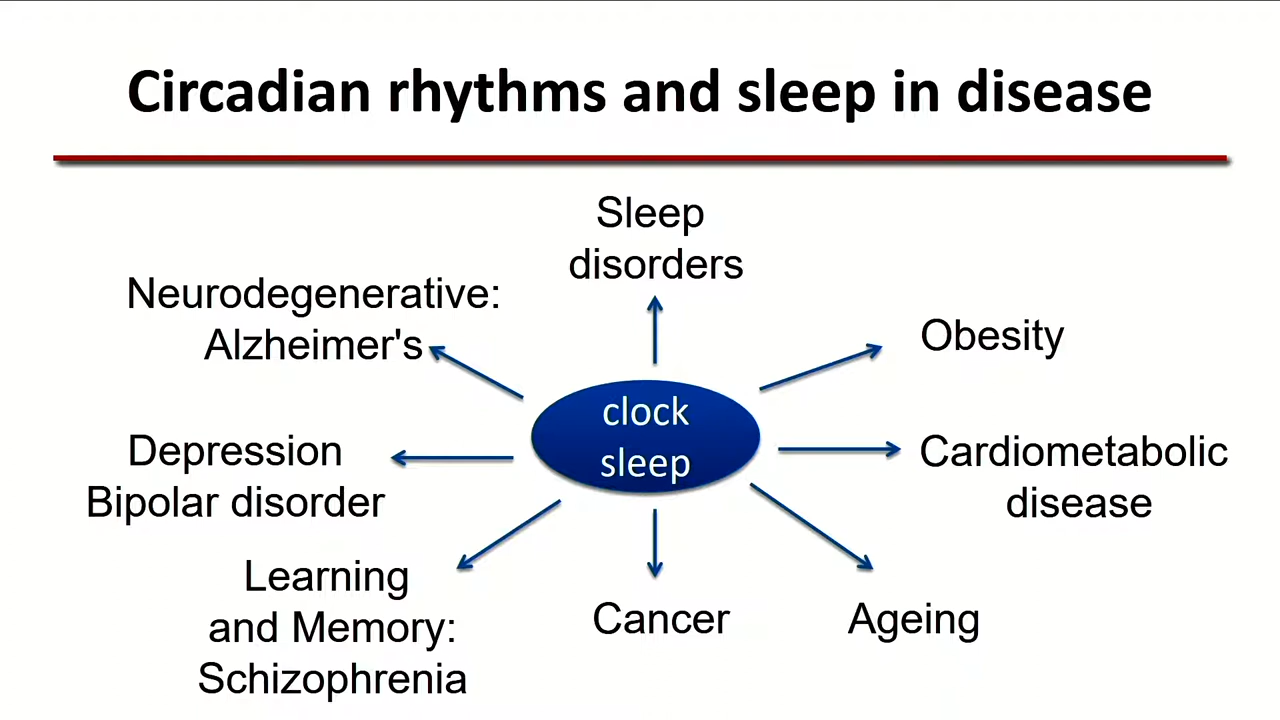 Circadian rhythms and sleep in disease
Sleep
disorders
Neurodegenerative:
Alzheimer's
Obesity
clock
sleep
Depression
Bipolar disorder
Cardiometabolic
disease
Learning
and Memory:
Schizophrenia
Cancer
Ageing